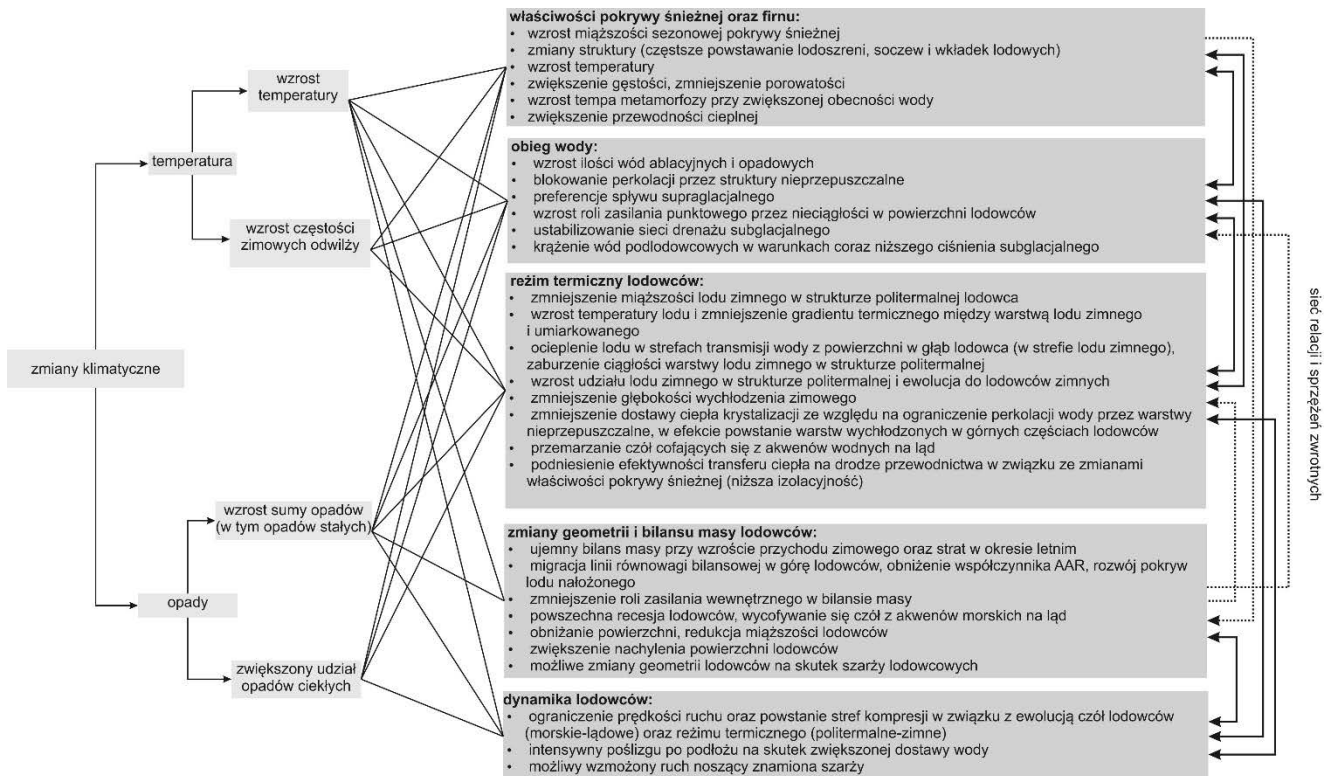 zmiany klimatyczne
temperatura
wzrost
temperatury
wzrost częstości
zimowych odwilży
opady
wzrost sumy opadów
(w tym opadów stałych)
zwiększony udział
opadów ciekłych
właściwości pokrywy śnieżnej oraz firnu:
• wzrost miąższości sezonowej pokrywy śnieżnej
• zmiany struktury (częstsze powstawanie lodoszreni, soczew i wkładek lodowych)
• wzrost temperatury
• zwiększenie gęstości, zmniejszenie porowatości
• wzrost tempa metamorfozy przy zwiększonej obecności wody
• zwiększenie przewodności cieplnej
obieg wody:
• wzrost ilości wód ablacyjnych i opadowych
• blokowanie perkolacji przez struktury nieprzepuszczalne
• preferencje spływu supraglacjalnego
• wzrost roli zasilania punktowego przez nieciągłości w powierzchni lodowców
• ustabilizowanie sieci drenażu subglacjalnego
• krążenie wód podlodowcowych w warunkach coraz niższego ciśnienia subglacjalnego
reżim termiczny lodowców:
• zmniejszenie miąższości lodu zimnego w strukturze politermalnej lodowca
• wzrost temperatury lodu i zmniejszenie gradientu termicznego między warstwą lodu zimnego
i umiarkowanego
• ocieplenie lodu w strefach transmisji wody z powierzchni w głąb lodowca (w strefie lodu zimnego),
zaburzenie ciągłości warstwy lodu zimnego w strukturze politermalnej
• wzrost udziału lodu zimnego w strukturze politermalnej i ewolucja do lodowców zimnych
• zmniejszenie głębokości wychłodzenia zimowego
• zmniejszenie dostawy ciepła krystalizacji ze względu na ograniczenie perkolacji wody przez warstwy
nieprzepuszczalne, w efekcie powstanie warstw wychłodzonych w górnych częściach lodowców
• przemarzanie czół cofających się z akwenów wodnych na ląd
• podniesienie efektywności transferu ciepła na drodze przewodnictwa w związku ze zmianami
właściwości pokrywy śnieżnej (niższa izolacyjność)
zmiany geometrii i bilansu masy lodowców:
• ujemny bilans masy przy wzroście przychodu zimowego oraz strat w okresie letnim
• migracja linii równowagi bilansowej w górę lodowców, obniżenie współczynnika AAR, rozwój pokryw
lodu nałożonego
• zmniejszenie roli zasilania wewnętrznego w bilansie masy
• powszechna recesja lodowców, wycofywanie się czół z akwenów morskich na ląd
• obniżanie powierzchni, redukcja miąższości lodowców
• zwiększenie nachylenia powierzchni lodowców
• możliwe zmiany geometrii lodowców na skutek szarży lodowcowych
dynamika lodowców:
• ograniczenie prędkości ruchu oraz powstanie stref kompresji w związku z ewolucją czół lodowców
(morskie-lądowe) oraz reżimu termicznego (politermalne-zimne)
• intensywny poślizgu po podłożu na skutek zwiększonej dostawy wody
• możliwy wzmożony ruch noszący znamiona szarży
sieć relacji i sprzężeń zwrotnych